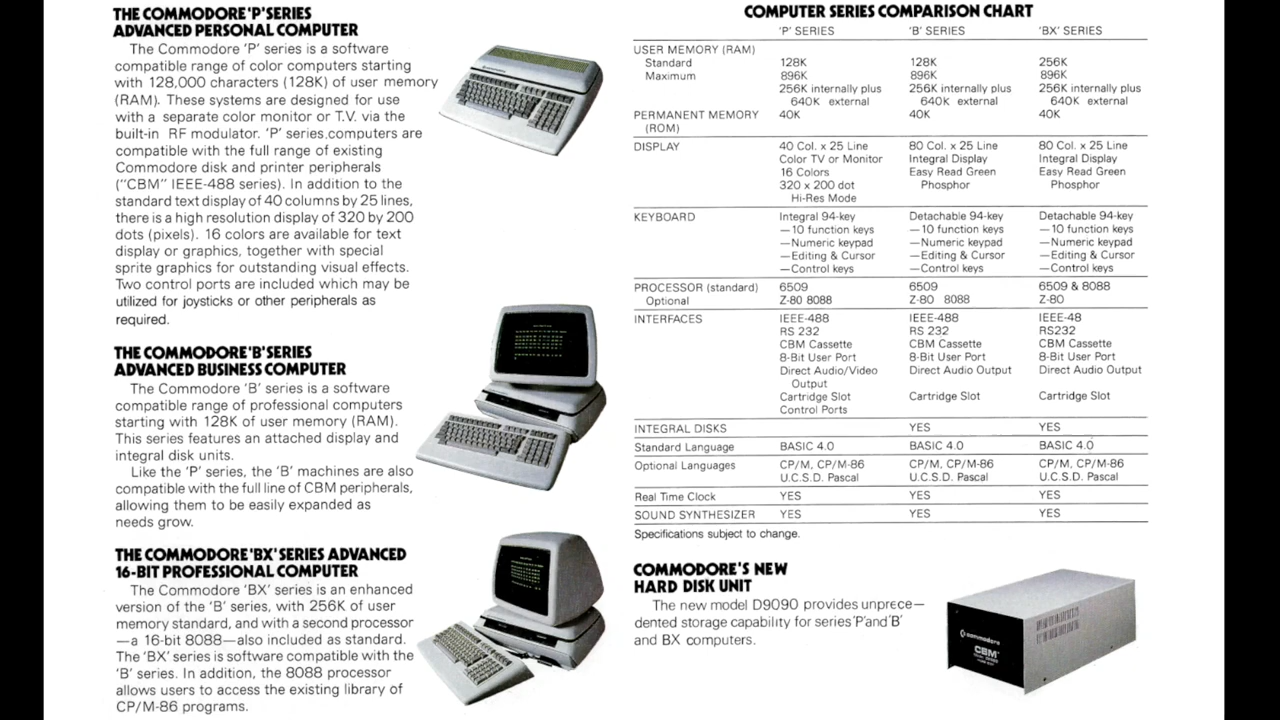 THE COMMODORE 'P' SERIES
ADVANCED PERSONAL COMPUTER
The Commodore 'P' series is a software
compatible range of color computers starting
with 128,000 characters (128K) of user memory
(RAM). These systems are designed for use
with a separate color monitor or T.V. via the
built-in RF modulator. 'P' series computers are
compatible with the full range of existing
Commodore disk and printer peripherals
("CBM" IEEE-488 series). In addition to the
standard text display of 40 columns by 25 lines,
there is a high resolution display of 320 by 200
dots (pixels). 16 colors are available for text
display or graphics, together with special
sprite graphics for outstanding visual effects.
Two control ports are included which may be
utilized for joysticks or other peripherals as
required.
THE COMMODORE 'B' SERIES
ADVANCED BUSINESS COMPUTER
The Commodore 'B' series is a software
compatible range of professional computers
starting with 128K of user memory (RAM).
This series features an attached display and
integral disk units.
Like the 'P' series, the 'B' machines are also
compatible with the full line of CBM peripherals,
allowing them to be easily expanded as
needs grow.
THE COMMODORE 'BX' SERIES ADVANCED
16-BIT PROFESSIONAL COMPUTER
The Commodore 'BX' series is an enhanced
version of the 'B' series, with 256K of user
memory standard, and with a second processor
—a 16-bit 8088—also included as standard.
The 'BX' series is software compatible with the
'B' series. In addition, the 8088 processor
allows users to access the existing library of
CP/M-86 programs.
COMPUTER SERIES COMPARISON CHART
'P' SERIES 'B' SERIES 'BX' SERIES
USER MEMORY (RAM)
Standard 128K 128K 256K
Maximum 896K 896K 896K
256K internally plus 256K internally plus 256K internally plus
640K external 640K external 640K external
PERMANENT MEMORY 40K 40K 40K
(ROM)
DISPLAY 40 Col. x 25 Line 80 Col. x 25 Line 80 Col. x 25 Line
Color TV or Monitor Integral Display Integral Display
16 Colors Easy Read Green Easy Read Green
320 x 200 dot Phosphor Phosphor
Hi-Res Mode
KEYBOARD Integral 94-key Detachable 94-key Detachable 94-key
—10 function keys —10 function keys —10 function keys
—Numeric keypad —Numeric keypad —Numeric keypad
—Editing & Cursor —Editing & Cursor —Editing & Cursor
—Control keys —Control keys —Control keys
PROCESSOR (standard) 6509 6509 6509 & 8088
Optional Z-80 8088 Z-80 8088 Z-80
INTERFACES IEEE-488 IEEE-488 IEEE-48
RS 232 RS 232 RS232
CBM Cassette CBM Cassette CBM Cassette
8-Bit User Port 8-Bit User Port 8-Bit User Port
Direct Audio/Video Direct Audio Output Direct Audio Output
Output
Cartridge Slot Cartridge Slot Cartridge Slot
Control Ports
INTEGRAL DISKS YES YES
Standard Language BASIC 4.0 BASIC 4.0 BASIC 4.0
Optional Languages CP/M, CP/M-86 CP/M, CP/M-86 CP/M, CP/M-86
U.C.S.D. Pascal U.C.S.D. Pascal U.C.S.D. Pascal
Real Time Clock YES YES YES
SOUND SYNTHESIZER YES YES YES
Specifications subject to change.
COMMODORE'S NEW
HARD DISK UNIT
The new model D9090 provides unprece—
dented storage capability for series 'P' and 'B'
and BX computers.
commodore
CBM